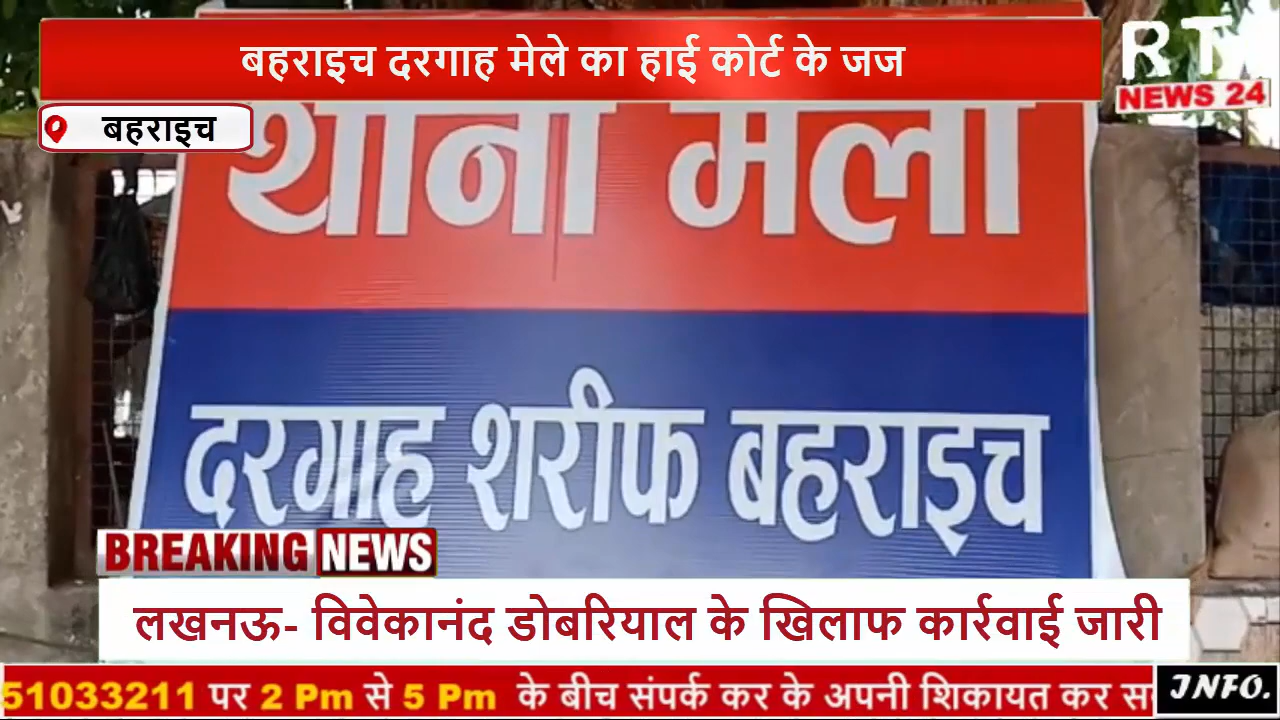 बहराइच दरगाह मेले का हाई कोर्ट के जज
RT
NEWS 24
बहराइच
थाना मेला
दरगाह शरीफ बहराइच
BREAKING NEWS
लखनऊ- विवेकानंद डोबरियाल के खिलाफ कार्रवाई जारी
51033211 पर 2 Pm से 5 Pm के बीच संपर्क कर के अपनी शिकायत कर
INFO.